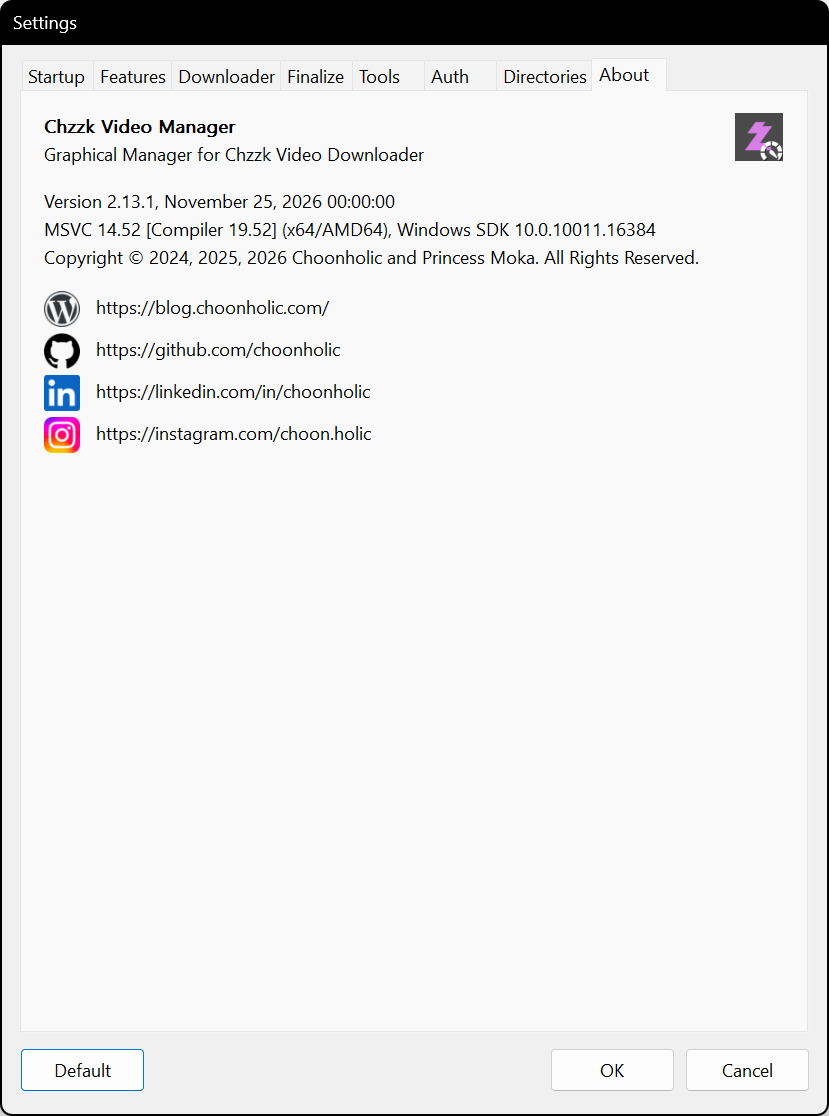 Settings
Startup Features Downloader Finalize Tools Auth Directories About
Chzzk Video Manager
Graphical Manager for Chzzk Video Downloader
Version 2.13.1, November 25, 2026 00:00:00
MSVC 14.52 [Compiler 19.52] (x64/AMD64), Windows SDK 10.0.10011.16384
Copyright © 2024, 2025, 2026 Choonholic and Princess Moka. All Rights Reserved.
https://blog.choonholic.com/
https://github.com/choonholic
https://linkedin.com/in/choonholic
https://instagram.com/choon.holic
Default OK Cancel